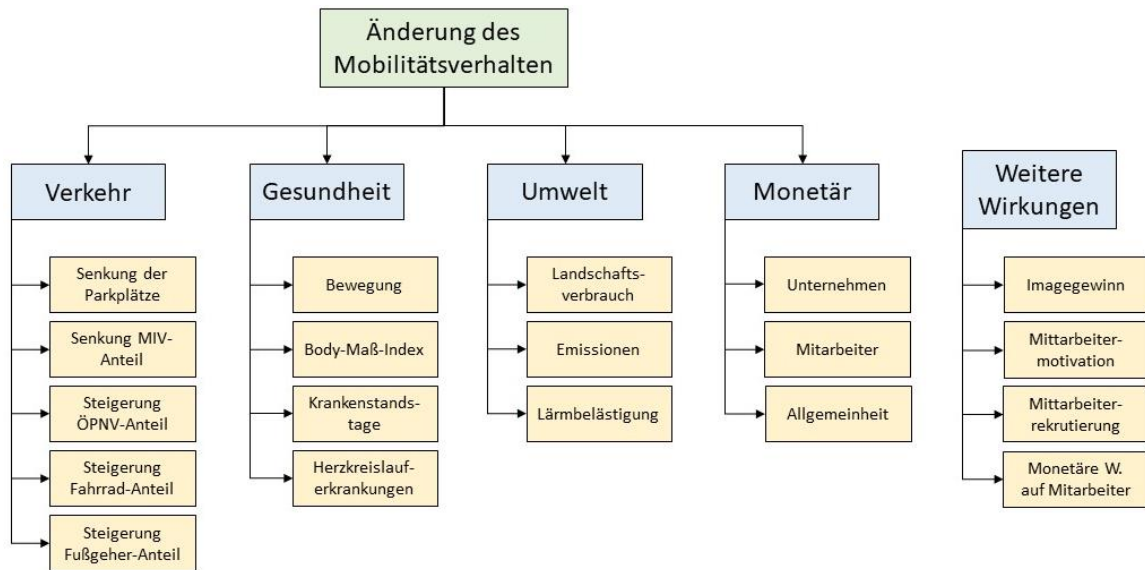 Änderung des
Mobilitätsverhalten
Verkehr
Senkung der
Parkplätze
Senkung MIV-
Anteil
Steigerung
ÖPNV-Anteil
Steigerung
Fahrrad-Anteil
Steigerung
Fußgeher-Anteil
Gesundheit
Bewegung
Body-Maß-Index
Krankenstands-
tage
Herzkreislauf-
erkrankungen
Umwelt
Landschafts-
verbrauch
Emissionen
Lärmbelästigung
Monetär
Unternehmen
Mitarbeiter
Allgemeinheit
Weitere
Wirkungen
Imagegewinn
Mittarbeiter-
motivation
Mittarbeiter-
rekrutierung
Monetäre W.
auf Mitarbeiter